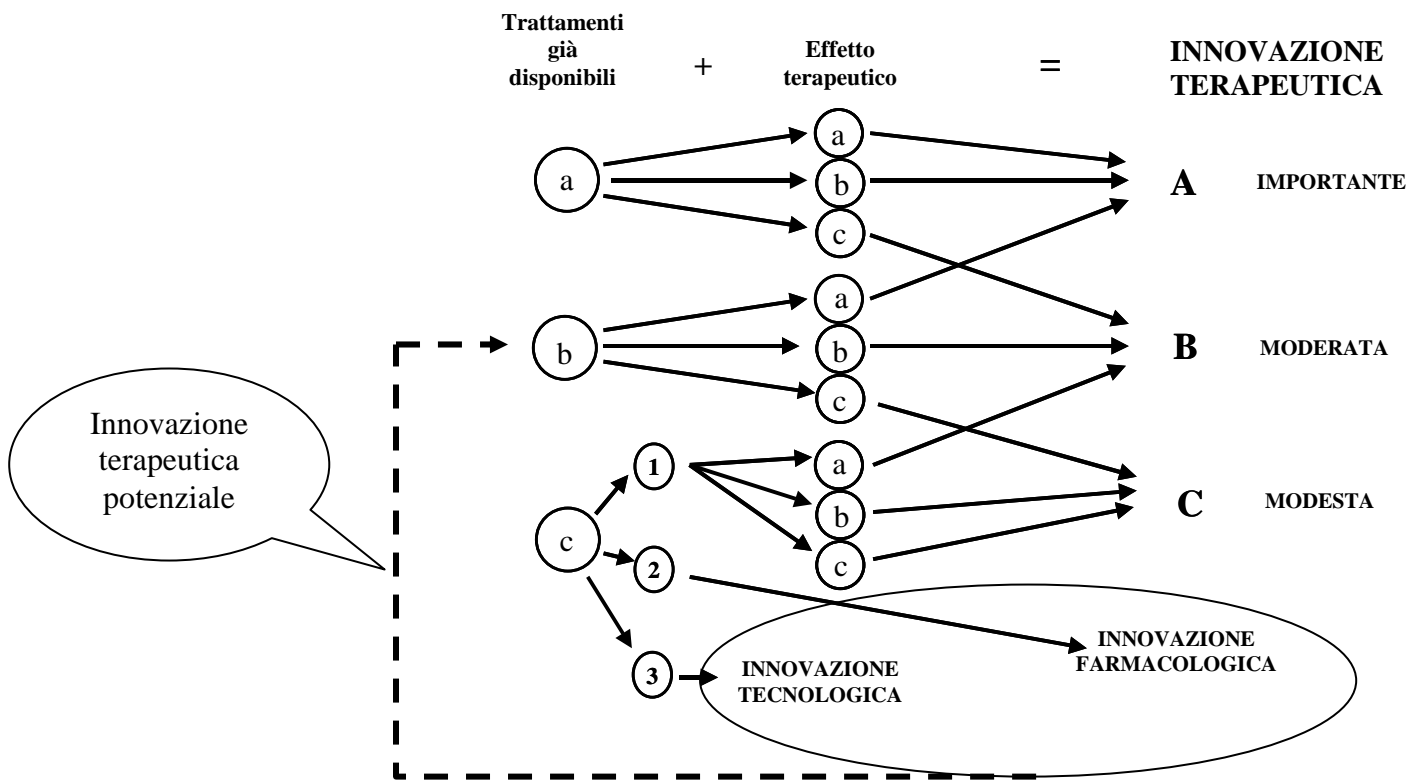 Trattamenti
già
disponibili
+
Effetto
terapeutico
=
INNOVAZIONE
TERAPEUTICA
a
a
b
c
A IMPORTANTE
b
a
b
c
B MODERATA
Innovazione
terapeutica
potenziale
c
1
2
3
a
b
c
C MODESTA
INNOVAZIONE
FARMACOLOGICA
INNOVAZIONE
TECNOLOGICA